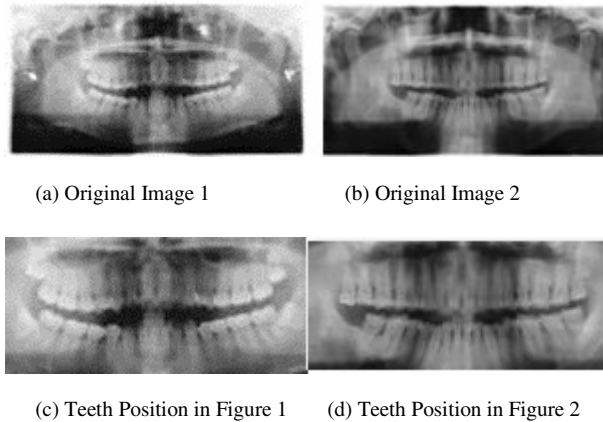 (a) Original Image 1
(b) Original Image 2
(c) Teeth Position in Figure 1
(d) Teeth Position in Figure 2